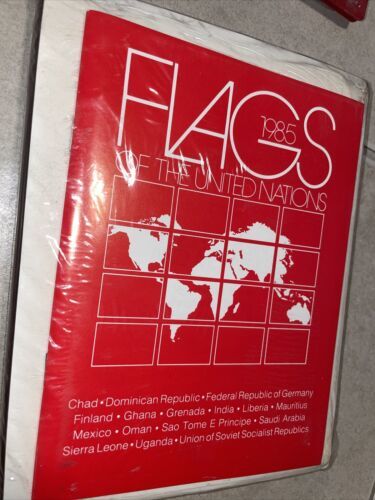 FLAGS
1985
OF THE UNITED NATIONS
Chad • Dominican Republic • Federal Republic of Germany
Finland • Ghana • Grenada • India • Liberia • Mauritius
Mexico • Oman • Sao Tome E Principe • Saudi Arabia
Sierra Leone • Uganda • Union of Soviet Socialist Republics